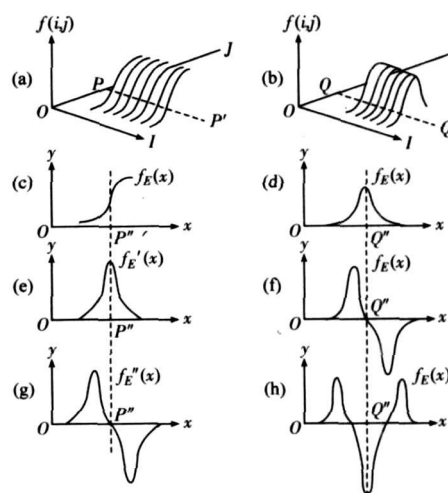 f(i,j)
f(i,j)
(a)
P
J
(b)
Q
O
P′
O
Q
I
I
y
y
(c)
f_E(x)
(d)
f_E(x)
O
P″ ′
x
O
Q″
x
y
y
(e)
f_E′(x)
(f)
f_E(x)
Q″
O
P″
x
O
x
y
y
(g)
f_E″(x)
(h)
f_E(x)
P″
Q″
O
x
O
x